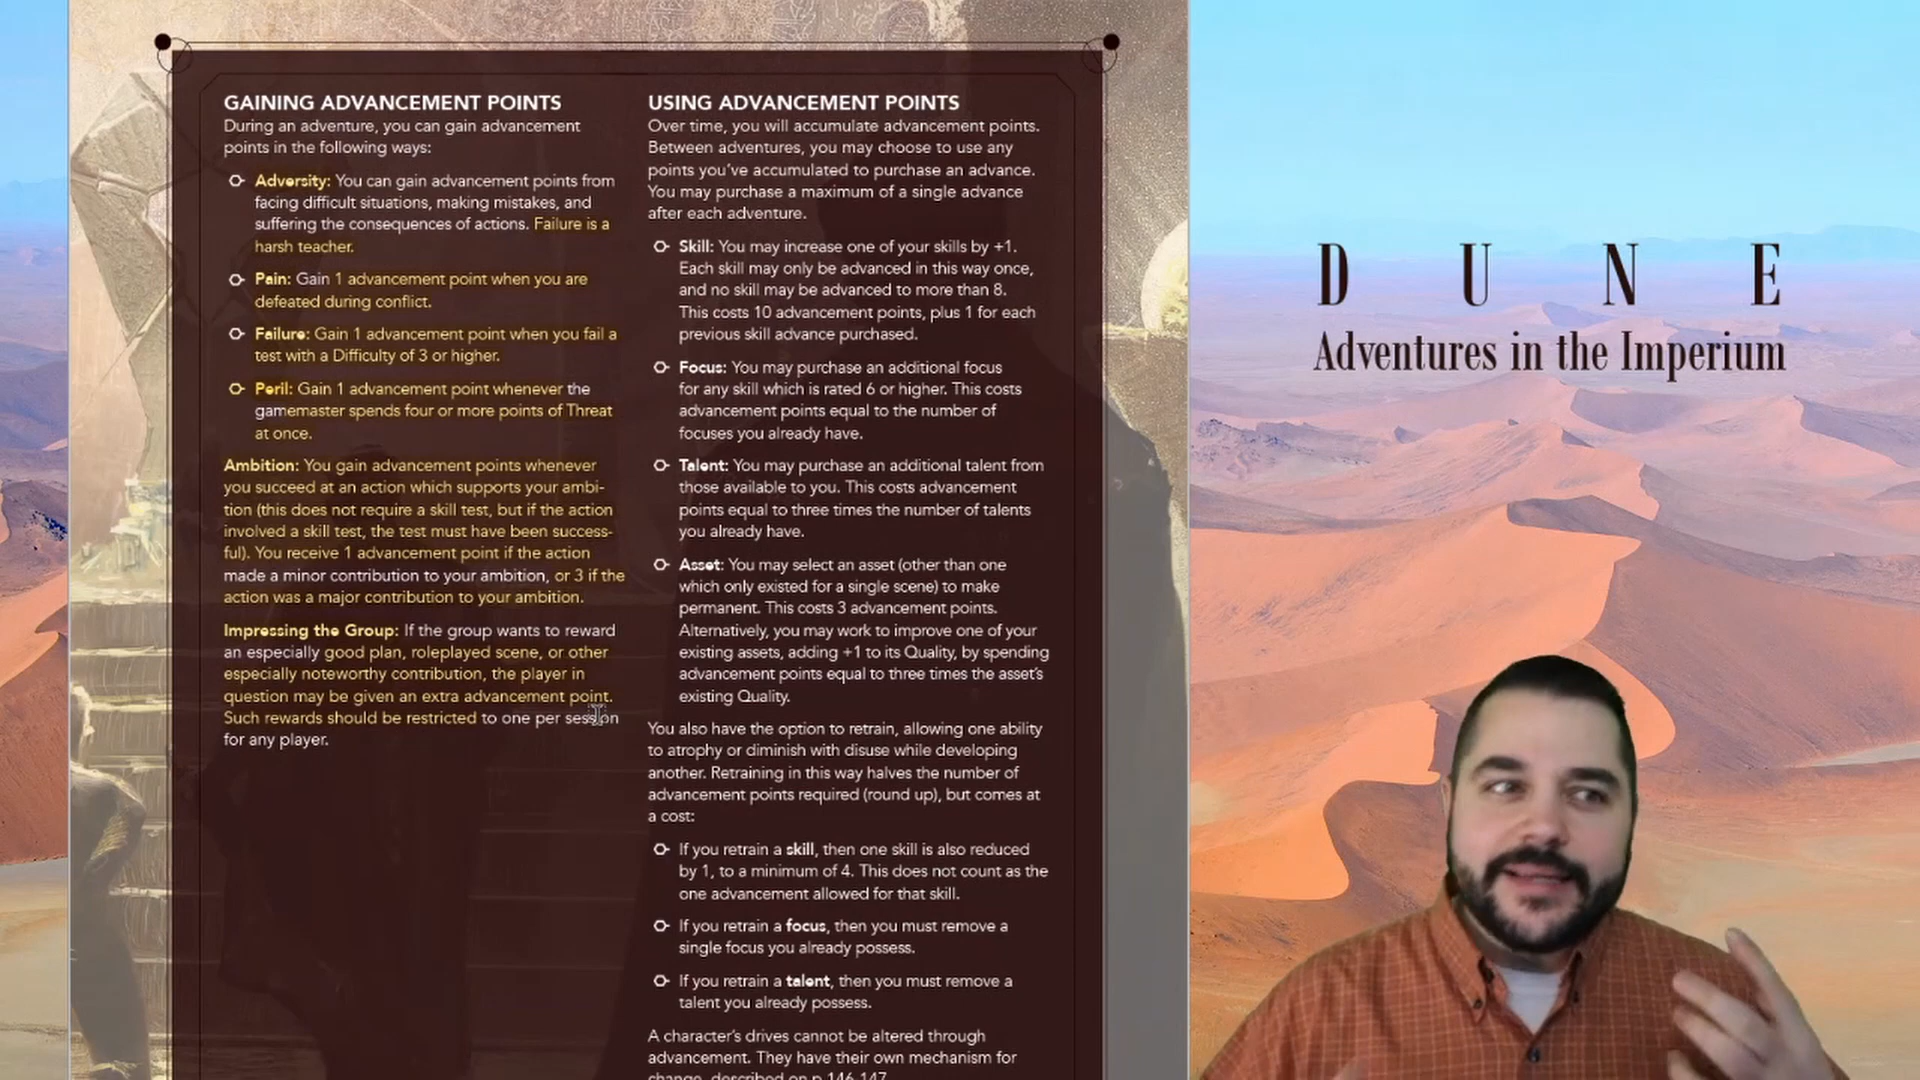 GAINING ADVANCEMENT POINTS
During an adventure, you can gain advancement
points in the following ways:
Adversity: You can gain advancement points from
facing difficult situations, making mistakes, and
suffering the consequences of actions. Failure is a
harsh teacher.
Pain: Gain 1 advancement point when you are
defeated during conflict.
Failure: Gain 1 advancement point when you fail a
test with a Difficulty of 3 or higher.
Peril: Gain 1 advancement point whenever the
gamemaster spends four or more points of Threat
at once.
Ambition: You gain advancement points whenever
you succeed at an action which supports your ambi-
tion (this does not require a skill test, but if the action
involved a skill test, the test must have been success-
ful). You receive 1 advancement point if the action
made a minor contribution to your ambition, or 3 if the
action was a major contribution to your ambition.
Impressing the Group: If the group wants to reward
an especially good plan, roleplayed scene, or other
especially noteworthy contribution, the player in
question may be given an extra advancement point.
Such rewards should be restricted to one per session
for any player.
USING ADVANCEMENT POINTS
Over time, you will accumulate advancement points.
Between adventures, you may choose to use any
points you've accumulated to purchase an advance.
You may purchase a maximum of a single advance
after each adventure.
Skill: You may increase one of your skills by +1.
Each skill may only be advanced in this way once,
and no skill may be advanced to more than 8.
This costs 10 advancement points, plus 1 for each
previous skill advance purchased.
Focus: You may purchase an additional focus
for any skill which is rated 6 or higher. This costs
advancement points equal to the number of
focuses you already have.
Talent: You may purchase an additional talent from
those available to you. This costs advancement
points equal to three times the number of talents
you already have.
Asset: You may select an asset (other than one
which only existed for a single scene) to make
permanent. This costs 3 advancement points.
Alternatively, you may work to improve one of your
existing assets, adding +1 to its Quality, by spending
advancement points equal to three times the asset's
existing Quality.
You also have the option to retrain, allowing one ability
to atrophy or diminish with disuse while developing
another. Retraining in this way halves the number of
advancement points required (round up), but comes at
a cost:
If you retrain a skill, then one skill is also reduced
by 1, to a minimum of 4. This does not count as the
one advancement allowed for that skill.
If you retrain a focus, then you must remove a
single focus you already possess.
If you retrain a talent, then you must remove a
talent you already possess.
A character's drives cannot be altered through
advancement. They have their own mechanism for
change, described on p.146-147.
DUNE
Adventures in the Imperium